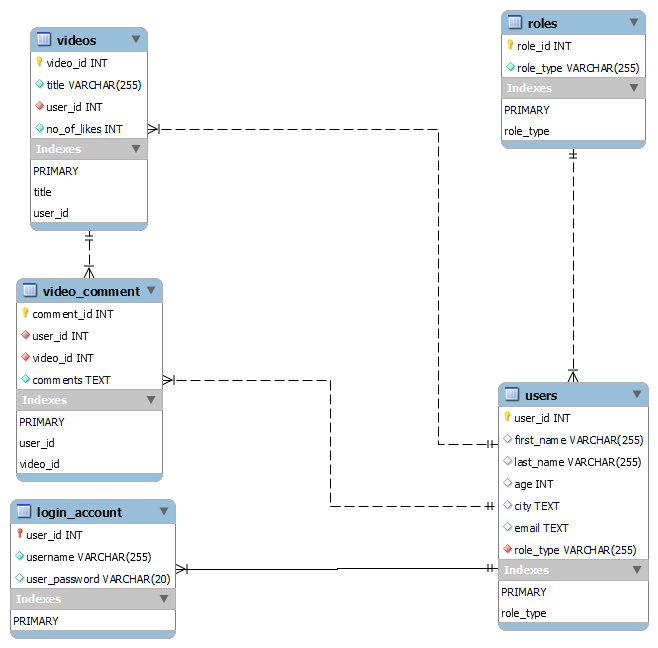 videos
video_id INT
title VARCHAR(255)
user_id INT
no_of_likes INT
Indexes
PRIMARY
title
user_id
roles
role_id INT
role_type VARCHAR(255)
Indexes
PRIMARY
role_type
video_comment
comment_id INT
user_id INT
video_id INT
comments TEXT
Indexes
PRIMARY
user_id
video_id
users
user_id INT
first_name VARCHAR(255)
last_name VARCHAR(255)
age INT
city TEXT
email TEXT
role_type VARCHAR(255)
Indexes
PRIMARY
role_type
login_account
user_id INT
username VARCHAR(255)
user_password VARCHAR(20)
Indexes
PRIMARY